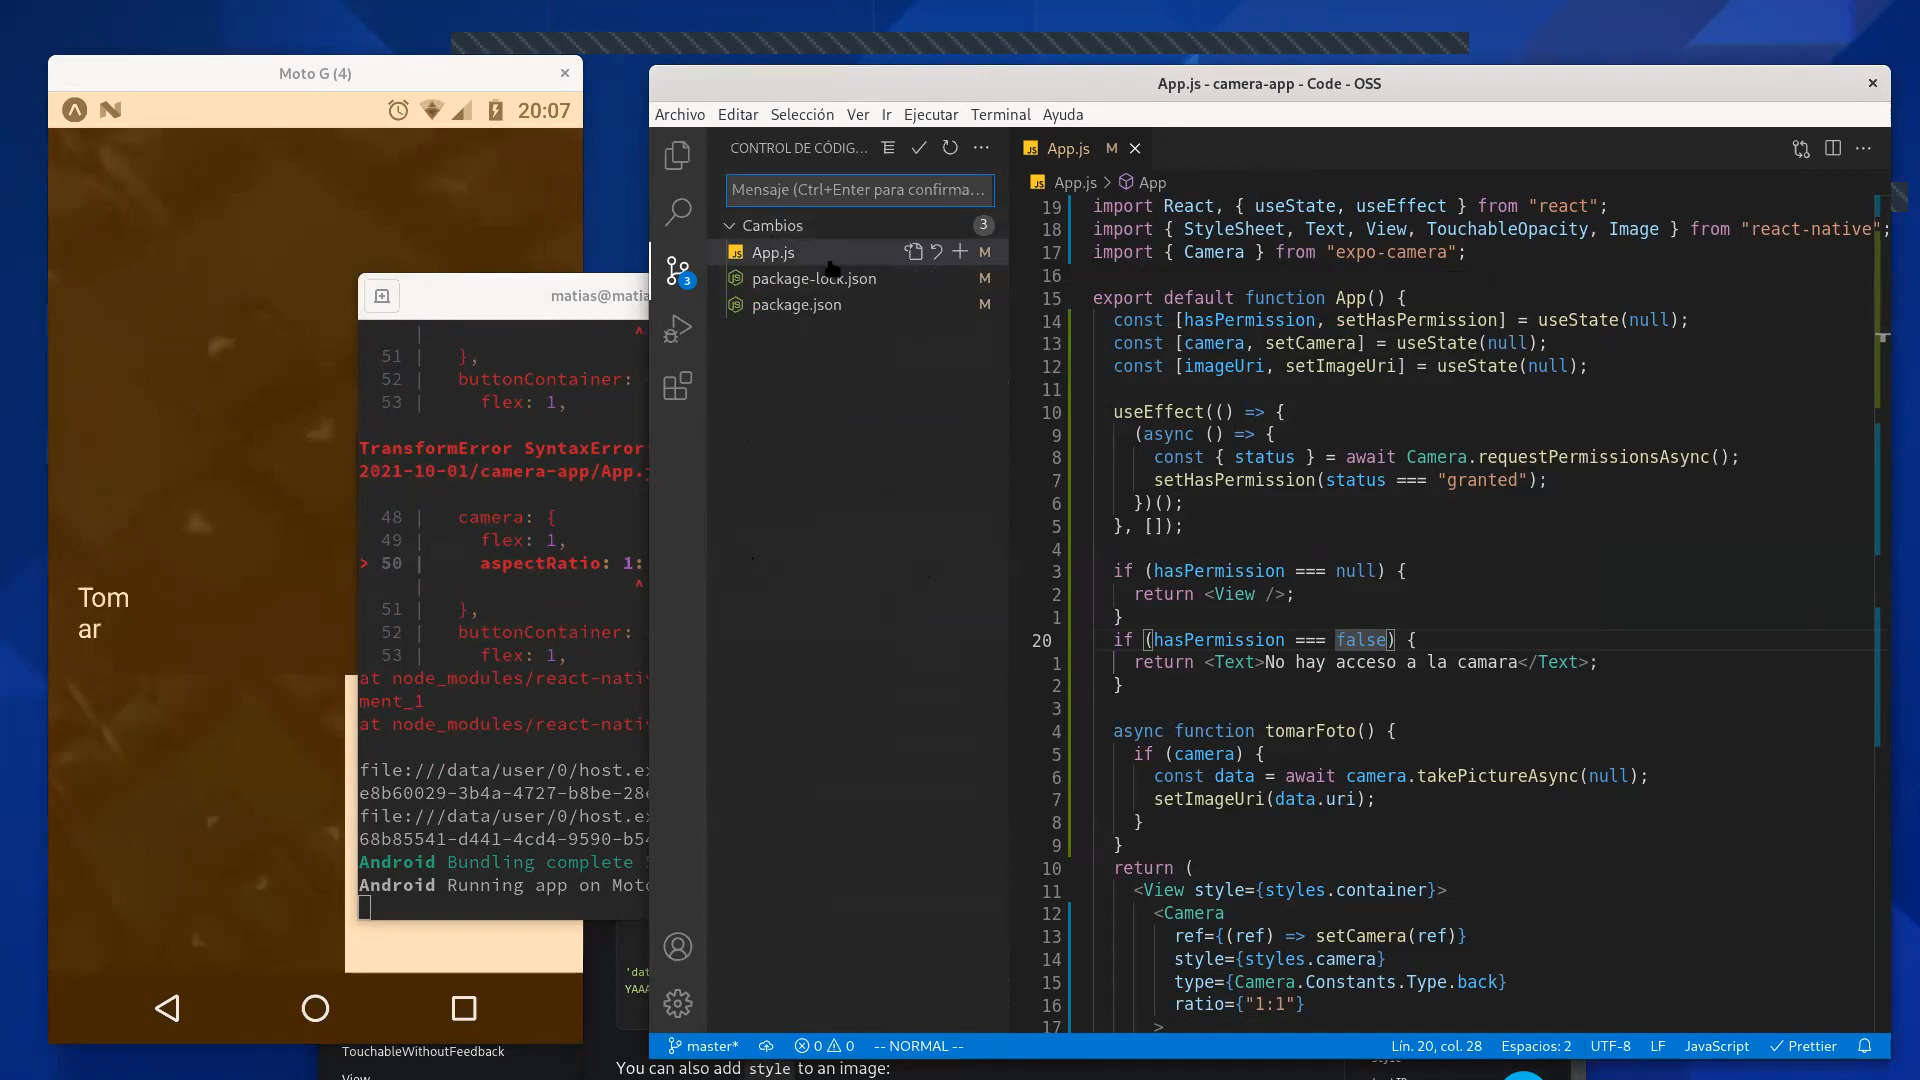 Moto G (4)
20:07
Tom
ar
matias@matia
51 | },
52 | buttonContainer:
53 | flex: 1,
TransformError SyntaxError:
2021-10-01/camera-app/App.j
48 | camera: {
49 | flex: 1,
> 50 | aspectRatio: 1:
| ^
51 | },
52 | buttonContainer:
53 | flex: 1,
at node_modules/react-nativ
ment_1
at node_modules/react-nativ
file:///data/user/0/host.ex
e8b60029-3b4a-4727-b8be-28e
file:///data/user/0/host.ex
68b85541-d441-4cd4-9590-b54
Android Bundling complete
Android Running app on Moto
App.js - camera-app - Code - OSS
Archivo Editar Selección Ver Ir Ejecutar Terminal Ayuda
CONTROL DE CÓDIG...
Mensaje (Ctrl+Enter para confirma...
Cambios 3
App.js M
package-lock.json M
package.json M
3
App.js M
App.js > App
19 import React, { useState, useEffect } from "react";
18 import { StyleSheet, Text, View, TouchableOpacity, Image } from "react-native";
17 import { Camera } from "expo-camera";
16
15 export default function App() {
14 const [hasPermission, setHasPermission] = useState(null);
13 const [camera, setCamera] = useState(null);
12 const [imageUri, setImageUri] = useState(null);
11
10 useEffect(() => {
9 (async () => {
8 const { status } = await Camera.requestPermissionsAsync();
7 setHasPermission(status === "granted");
6 })();
5 }, []);
4
3 if (hasPermission === null) {
2 return <View />;
1 }
20 if (hasPermission === false) {
1 return <Text>No hay acceso a la camara</Text>;
2 }
3
4 async function tomarFoto() {
5 if (camera) {
6 const data = await camera.takePictureAsync(null);
7 setImageUri(data.uri);
8 }
9 }
10 return (
11 <View style={styles.container}>
12 <Camera
13 ref={(ref) => setCamera(ref)}
14 style={styles.camera}
15 type={Camera.Constants.Type.back}
16 ratio={"1:1"}
17 >
master* 0 0 -- NORMAL -- Lín. 20, col. 28 Espacios: 2 UTF-8 LF JavaScript Prettier
'dat
YAAA
TouchableWithoutFeedback
View
You can also add style to an image: